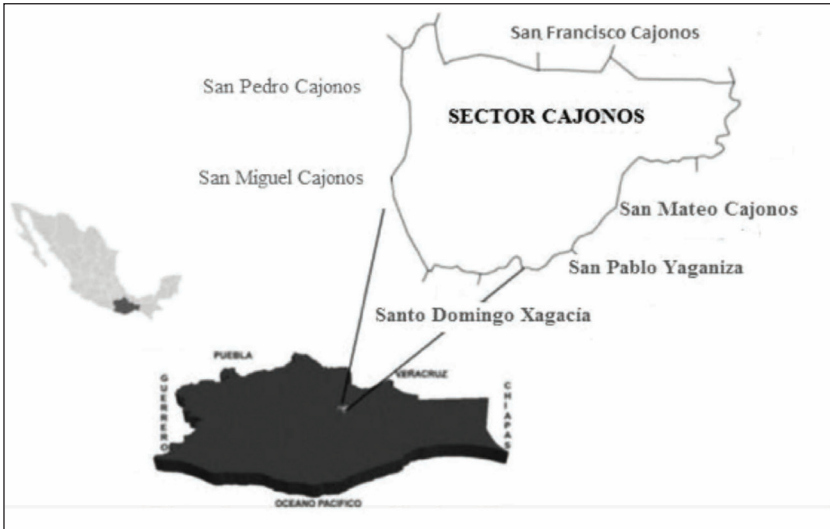 San Francisco Cajonos
San Pedro Cajonos
SECTOR CAJONOS
San Miguel Cajonos
San Mateo Cajonos
San Pablo Yaganiza
Santo Domingo Xagacía
PUEBLA
VERACRUZ
GUERRERO
CHIAPAS
OCEANO PACIFICO